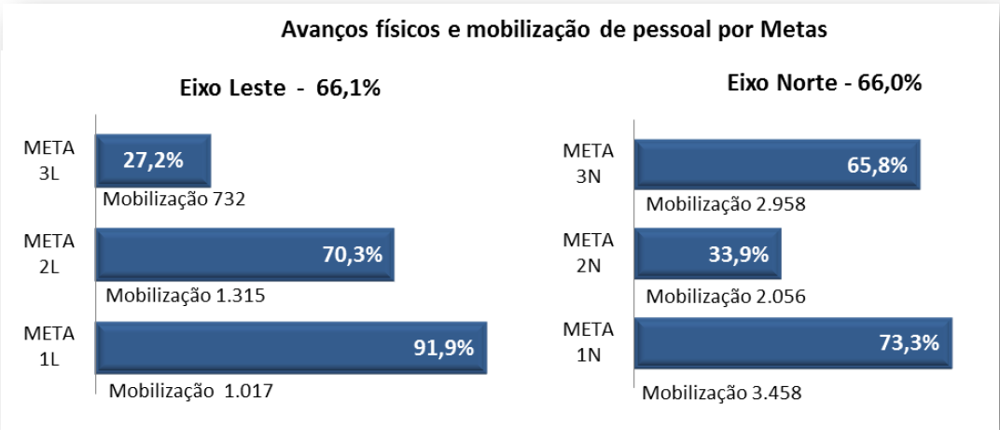 Avanços físicos e mobilização de pessoal por Metas
Eixo Leste - 66,1%
META
3L
27,2%
Mobilização 732
META
2L
70,3%
Mobilização 1.315
META
1L
91,9%
Mobilização 1.017
Eixo Norte - 66,0%
META
3N
65,8%
Mobilização 2.958
META
2N
33,9%
Mobilização 2.056
META
1N
73,3%
Mobilização 3.458